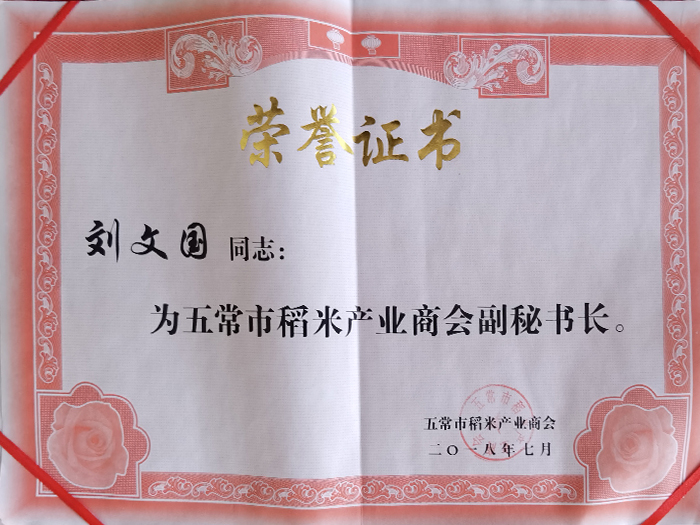 荣誉证书
刘文国 同志：
为五常市稻米产业商会副秘书长。
五常市稻米产业商会
二〇一八年七月